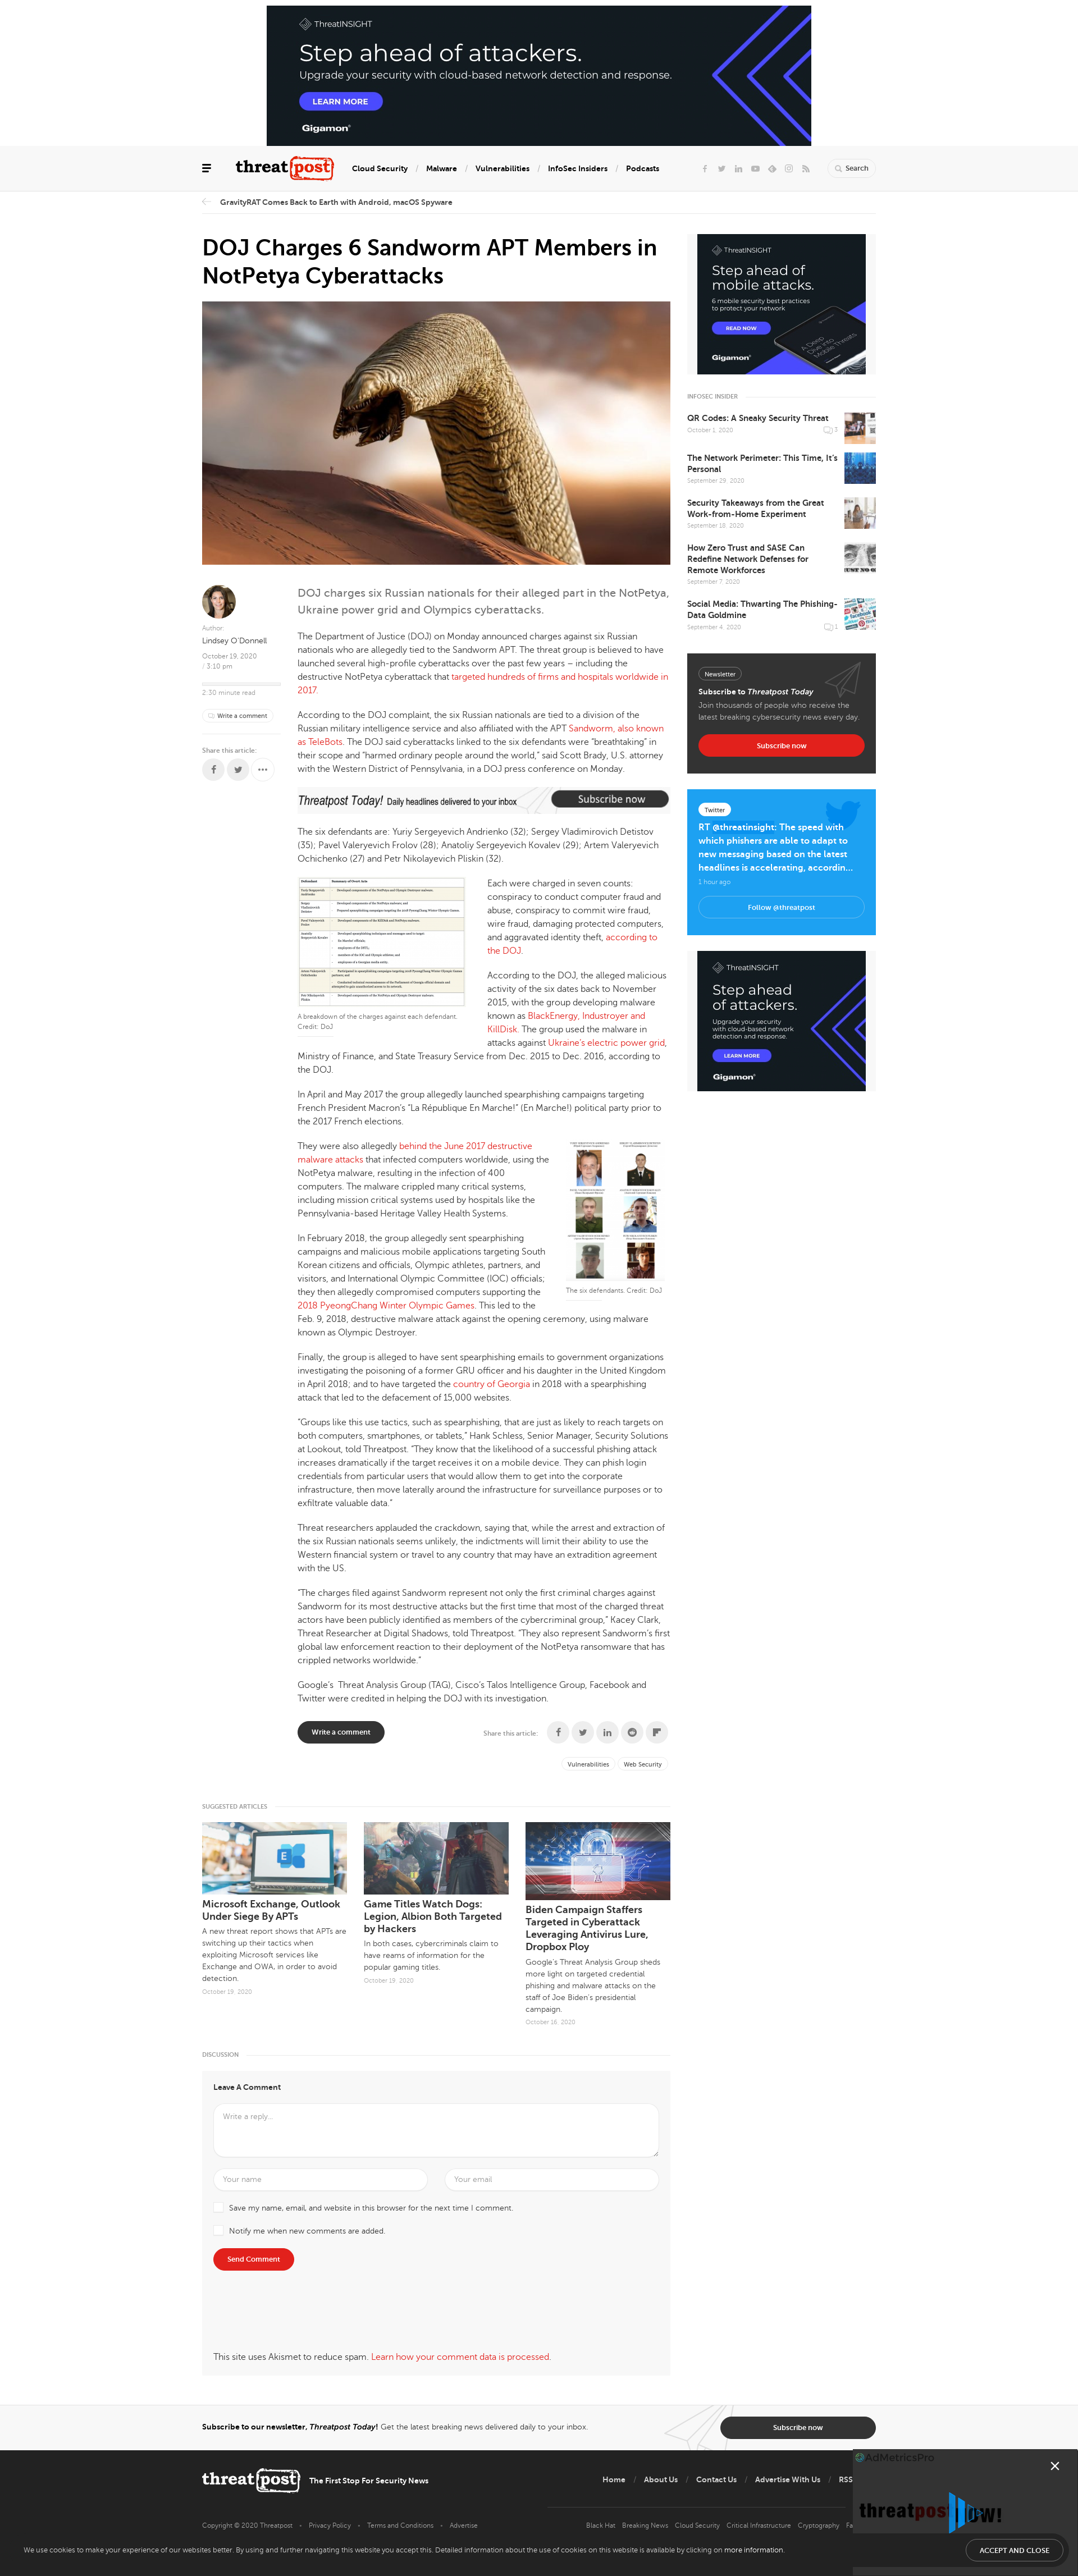 ThreatINSIGHT
Step ahead of attackers.
Upgrade your security with cloud-based network detection and response.
LEARN MORE
Gigamon®
threatpost
Cloud Security / Malware / Vulnerabilities / InfoSec Insiders / Podcasts
Search
GravityRAT Comes Back to Earth with Android, macOS Spyware
DOJ Charges 6 Sandworm APT Members in
NotPetya Cyberattacks
Author:
Lindsey O'Donnell
October 19, 2020
/ 3:10 pm
2:30 minute read
Write a comment
Share this article:
DOJ charges six Russian nationals for their alleged part in the NotPetya,
Ukraine power grid and Olympics cyberattacks.
The Department of Justice (DOJ) on Monday announced charges against six Russian
nationals who are allegedly tied to the Sandworm APT. The threat group is believed to have
launched several high-profile cyberattacks over the past few years – including the
destructive NotPetya cyberattack that targeted hundreds of firms and hospitals worldwide in
2017.
According to the DOJ complaint, the six Russian nationals are tied to a division of the
Russian military intelligence service and also affiliated with the APT Sandworm, also known
as TeleBots. The DOJ said cyberattacks linked to the six defendants were "breathtaking" in
their scope and "harmed ordinary people around the world," said Scott Brady, U.S. attorney
with the Western District of Pennsylvania, in a DOJ press conference on Monday.
Threatpost Today! Daily headlines delivered to your inbox
Subscribe now
The six defendants are: Yuriy Sergeyevich Andrienko (32); Sergey Vladimirovich Detistov
(35); Pavel Valeryevich Frolov (28); Anatoliy Sergeyevich Kovalev (29); Artem Valeryevich
Ochichenko (27) and Petr Nikolayevich Pliskin (32).
Defendant
Summary of Overt Acts
A breakdown of the charges against each defendant.
Credit: DoJ
Each were charged in seven counts:
conspiracy to conduct computer fraud and
abuse, conspiracy to commit wire fraud,
wire fraud, damaging protected computers,
and aggravated identity theft, according to
the DOJ.
According to the DOJ, the alleged malicious
activity of the six dates back to November
2015, with the group developing malware
known as BlackEnergy, Industroyer and
KillDisk. The group used the malware in
attacks against Ukraine's electric power grid,
Ministry of Finance, and State Treasury Service from Dec. 2015 to Dec. 2016, according to
the DOJ.
In April and May 2017 the group allegedly launched spearphishing campaigns targeting
French President Macron's "La République En Marche!" (En Marche!) political party prior to
the 2017 French elections.
They were also allegedly behind the June 2017 destructive
malware attacks that infected computers worldwide, using the
NotPetya malware, resulting in the infection of 400
computers. The malware crippled many critical systems,
including mission critical systems used by hospitals like the
Pennsylvania-based Heritage Valley Health Systems.
The six defendants. Credit: DoJ
In February 2018, the group allegedly sent spearphishing
campaigns and malicious mobile applications targeting South
Korean citizens and officials, Olympic athletes, partners, and
visitors, and International Olympic Committee (IOC) officials;
they then allegedly compromised computers supporting the
2018 PyeongChang Winter Olympic Games. This led to the
Feb. 9, 2018, destructive malware attack against the opening ceremony, using malware
known as Olympic Destroyer.
Finally, the group is alleged to have sent spearphishing emails to government organizations
investigating the poisoning of a former GRU officer and his daughter in the United Kingdom
in April 2018; and to have targeted the country of Georgia in 2018 with a spearphishing
attack that led to the defacement of 15,000 websites.
"Groups like this use tactics, such as spearphishing, that are just as likely to reach targets on
both computers, smartphones, or tablets," Hank Schless, Senior Manager, Security Solutions
at Lookout, told Threatpost. "They know that the likelihood of a successful phishing attack
increases dramatically if the target receives it on a mobile device. They can phish login
credentials from particular users that would allow them to get into the corporate
infrastructure, then move laterally around the infrastructure for surveillance purposes or to
exfiltrate valuable data."
Threat researchers applauded the crackdown, saying that, while the arrest and extraction of
the six Russian nationals seems unlikely, the indictments will limit their ability to use the
Western financial system or travel to any country that may have an extradition agreement
with the US.
"The charges filed against Sandworm represent not only the first criminal charges against
Sandworm for its most destructive attacks but the first time that most of the charged threat
actors have been publicly identified as members of the cybercriminal group," Kacey Clark,
Threat Researcher at Digital Shadows, told Threatpost. "They also represent Sandworm's first
global law enforcement reaction to their deployment of the NotPetya ransomware that has
crippled networks worldwide."
Google's Threat Analysis Group (TAG), Cisco's Talos Intelligence Group, Facebook and
Twitter were credited in helping the DOJ with its investigation.
Write a comment
Share this article:
Vulnerabilities
Web Security
ThreatINSIGHT
Step ahead of
mobile attacks.
6 mobile security best practices
to protect your network
READ NOW
A Deep
Dive into
Mobile Threats
Gigamon®
INFOSEC INSIDER
QR Codes: A Sneaky Security Threat
October 1, 2020
3
The Network Perimeter: This Time, It's
Personal
September 29, 2020
Security Takeaways from the Great
Work-from-Home Experiment
September 18, 2020
How Zero Trust and SASE Can
Redefine Network Defenses for
Remote Workforces
September 7, 2020
Social Media: Thwarting The Phishing-
Data Goldmine
September 4, 2020
1
Newsletter
Subscribe to Threatpost Today
Join thousands of people who receive the
latest breaking cybersecurity news every day.
Subscribe now
Twitter
RT @threatinsight: The speed with
which phishers are able to adapt to
new messaging based on the latest
headlines is accelerating, accordin…
1 hour ago
Follow @threatpost
ThreatINSIGHT
Step ahead
of attackers.
Upgrade your security
with cloud-based network
detection and response.
LEARN MORE
Gigamon®
SUGGESTED ARTICLES
Microsoft Exchange, Outlook
Under Siege By APTs
A new threat report shows that APTs are
switching up their tactics when
exploiting Microsoft services like
Exchange and OWA, in order to avoid
detection.
October 19, 2020
Game Titles Watch Dogs:
Legion, Albion Both Targeted
by Hackers
In both cases, cybercriminals claim to
have reams of information for the
popular gaming titles.
October 19, 2020
Biden Campaign Staffers
Targeted in Cyberattack
Leveraging Antivirus Lure,
Dropbox Ploy
Google's Threat Analysis Group sheds
more light on targeted credential
phishing and malware attacks on the
staff of Joe Biden's presidential
campaign.
October 16, 2020
DISCUSSION
Leave A Comment
Write a reply...
Your name
Your email
Save my name, email, and website in this browser for the next time I comment.
Notify me when new comments are added.
Send Comment
This site uses Akismet to reduce spam. Learn how your comment data is processed.
Subscribe to our newsletter, Threatpost Today! Get the latest breaking news delivered daily to your inbox.
Subscribe now
threatpost
The First Stop For Security News
Home / About Us / Contact Us / Advertise With Us / RSS
AdMetricsPro
Copyright © 2020 Threatpost • Privacy Policy • Terms and Conditions • Advertise
Black Hat Breaking News Cloud Security Critical Infrastructure Cryptography Fa
We use cookies to make your experience of our websites better. By using and further navigating this website you accept this. Detailed information about the use of cookies on this website is available by clicking on more information.
ACCEPT AND CLOSE